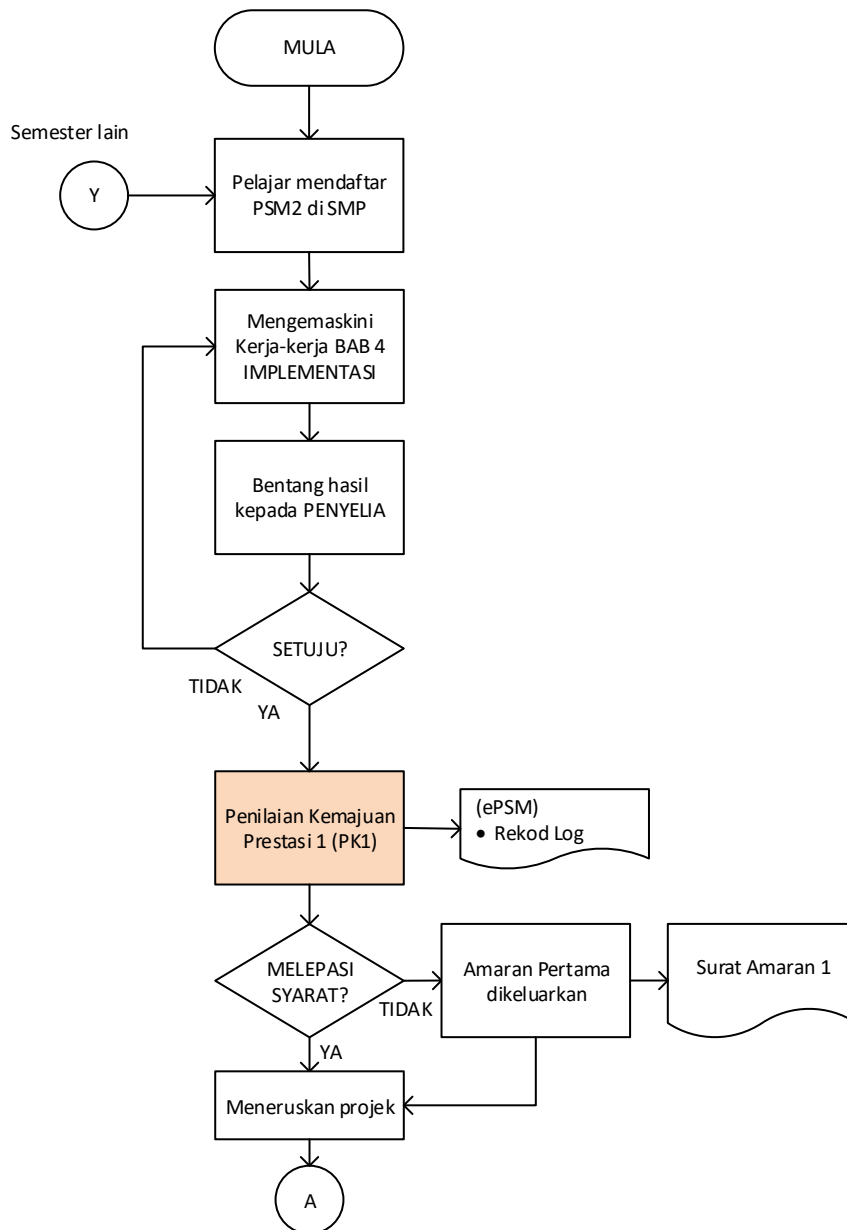 MULA
Semester lain
Y
Pelajar mendaftar
PSM2 di SMP
Mengemaskini
Kerja-kerja BAB 4
IMPLEMENTASI
Bentang hasil
kepada PENYELIA
SETUJU?
TIDAK
YA
Penilaian Kemajuan
Prestasi 1 (PK1)
(ePSM)
• Rekod Log
MELEPASI
SYARAT?
TIDAK
Amaran Pertama
dikeluarkan
Surat Amaran 1
YA
Meneruskan projek
A